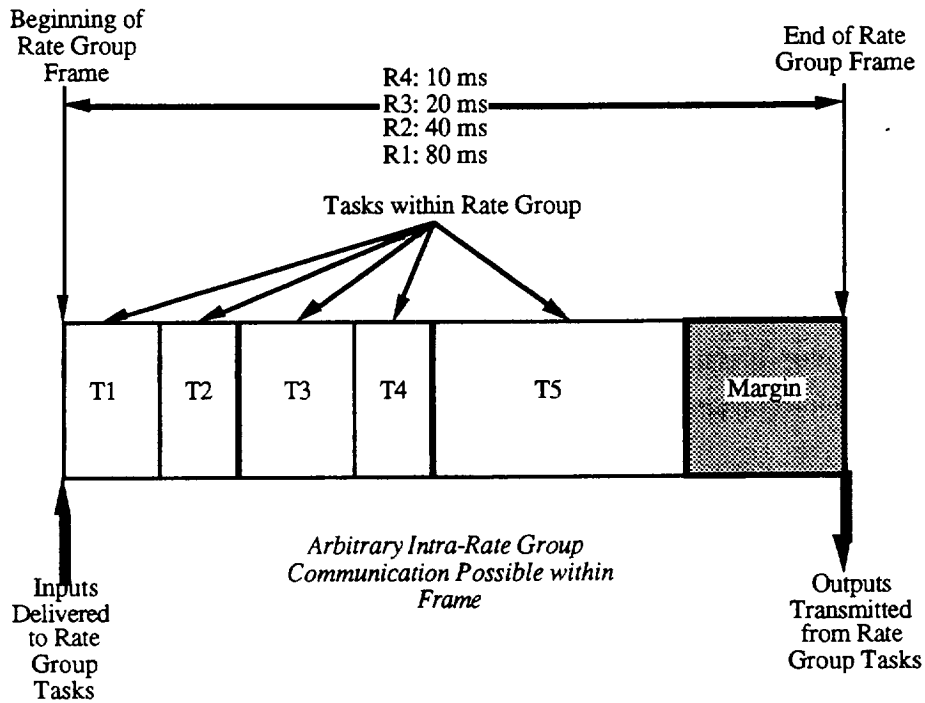 Beginning of
Rate Group
Frame
End of Rate
Group Frame
R4: 10 ms
R3: 20 ms
R2: 40 ms
R1: 80 ms
Tasks within Rate Group
T1
T2
T3
T4
T5
Margin
Arbitrary Intra-Rate Group
Communication Possible within
Frame
Inputs
Delivered
to Rate
Group
Tasks
Outputs
Transmitted
from Rate
Group Tasks